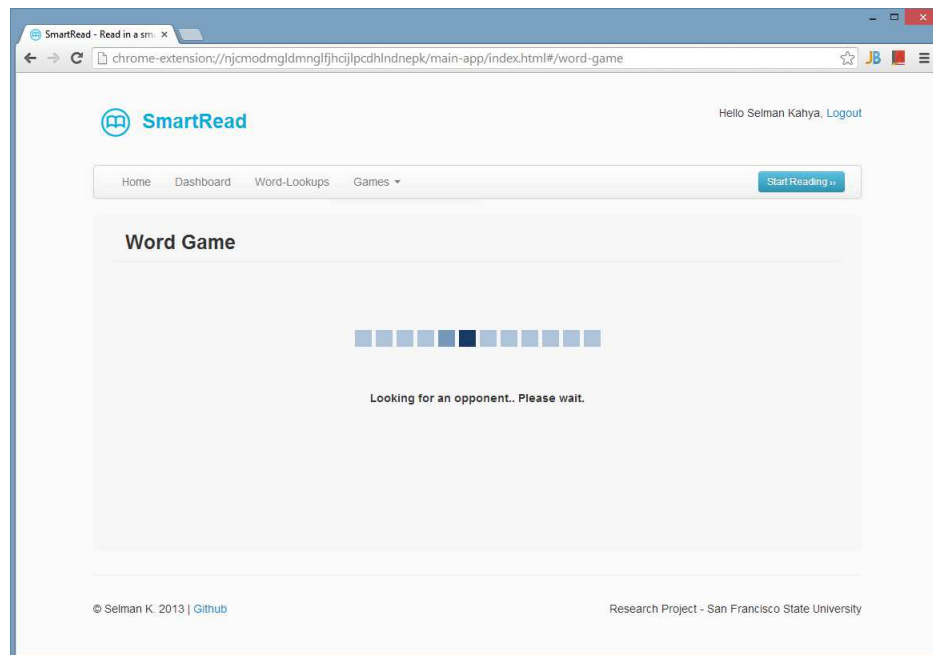 SmartRead - Read in a sm
chrome-extension://njcmodmgldmnglfjhcijlpcdhlndnepk/main-app/index.html#/word-game
JB
SmartRead
Hello Selman Kahya, Logout
Home Dashboard Word-Lookups Games
Start Reading »
Word Game
Looking for an opponent.. Please wait.
© Selman K. 2013 | Github
Research Project - San Francisco State University